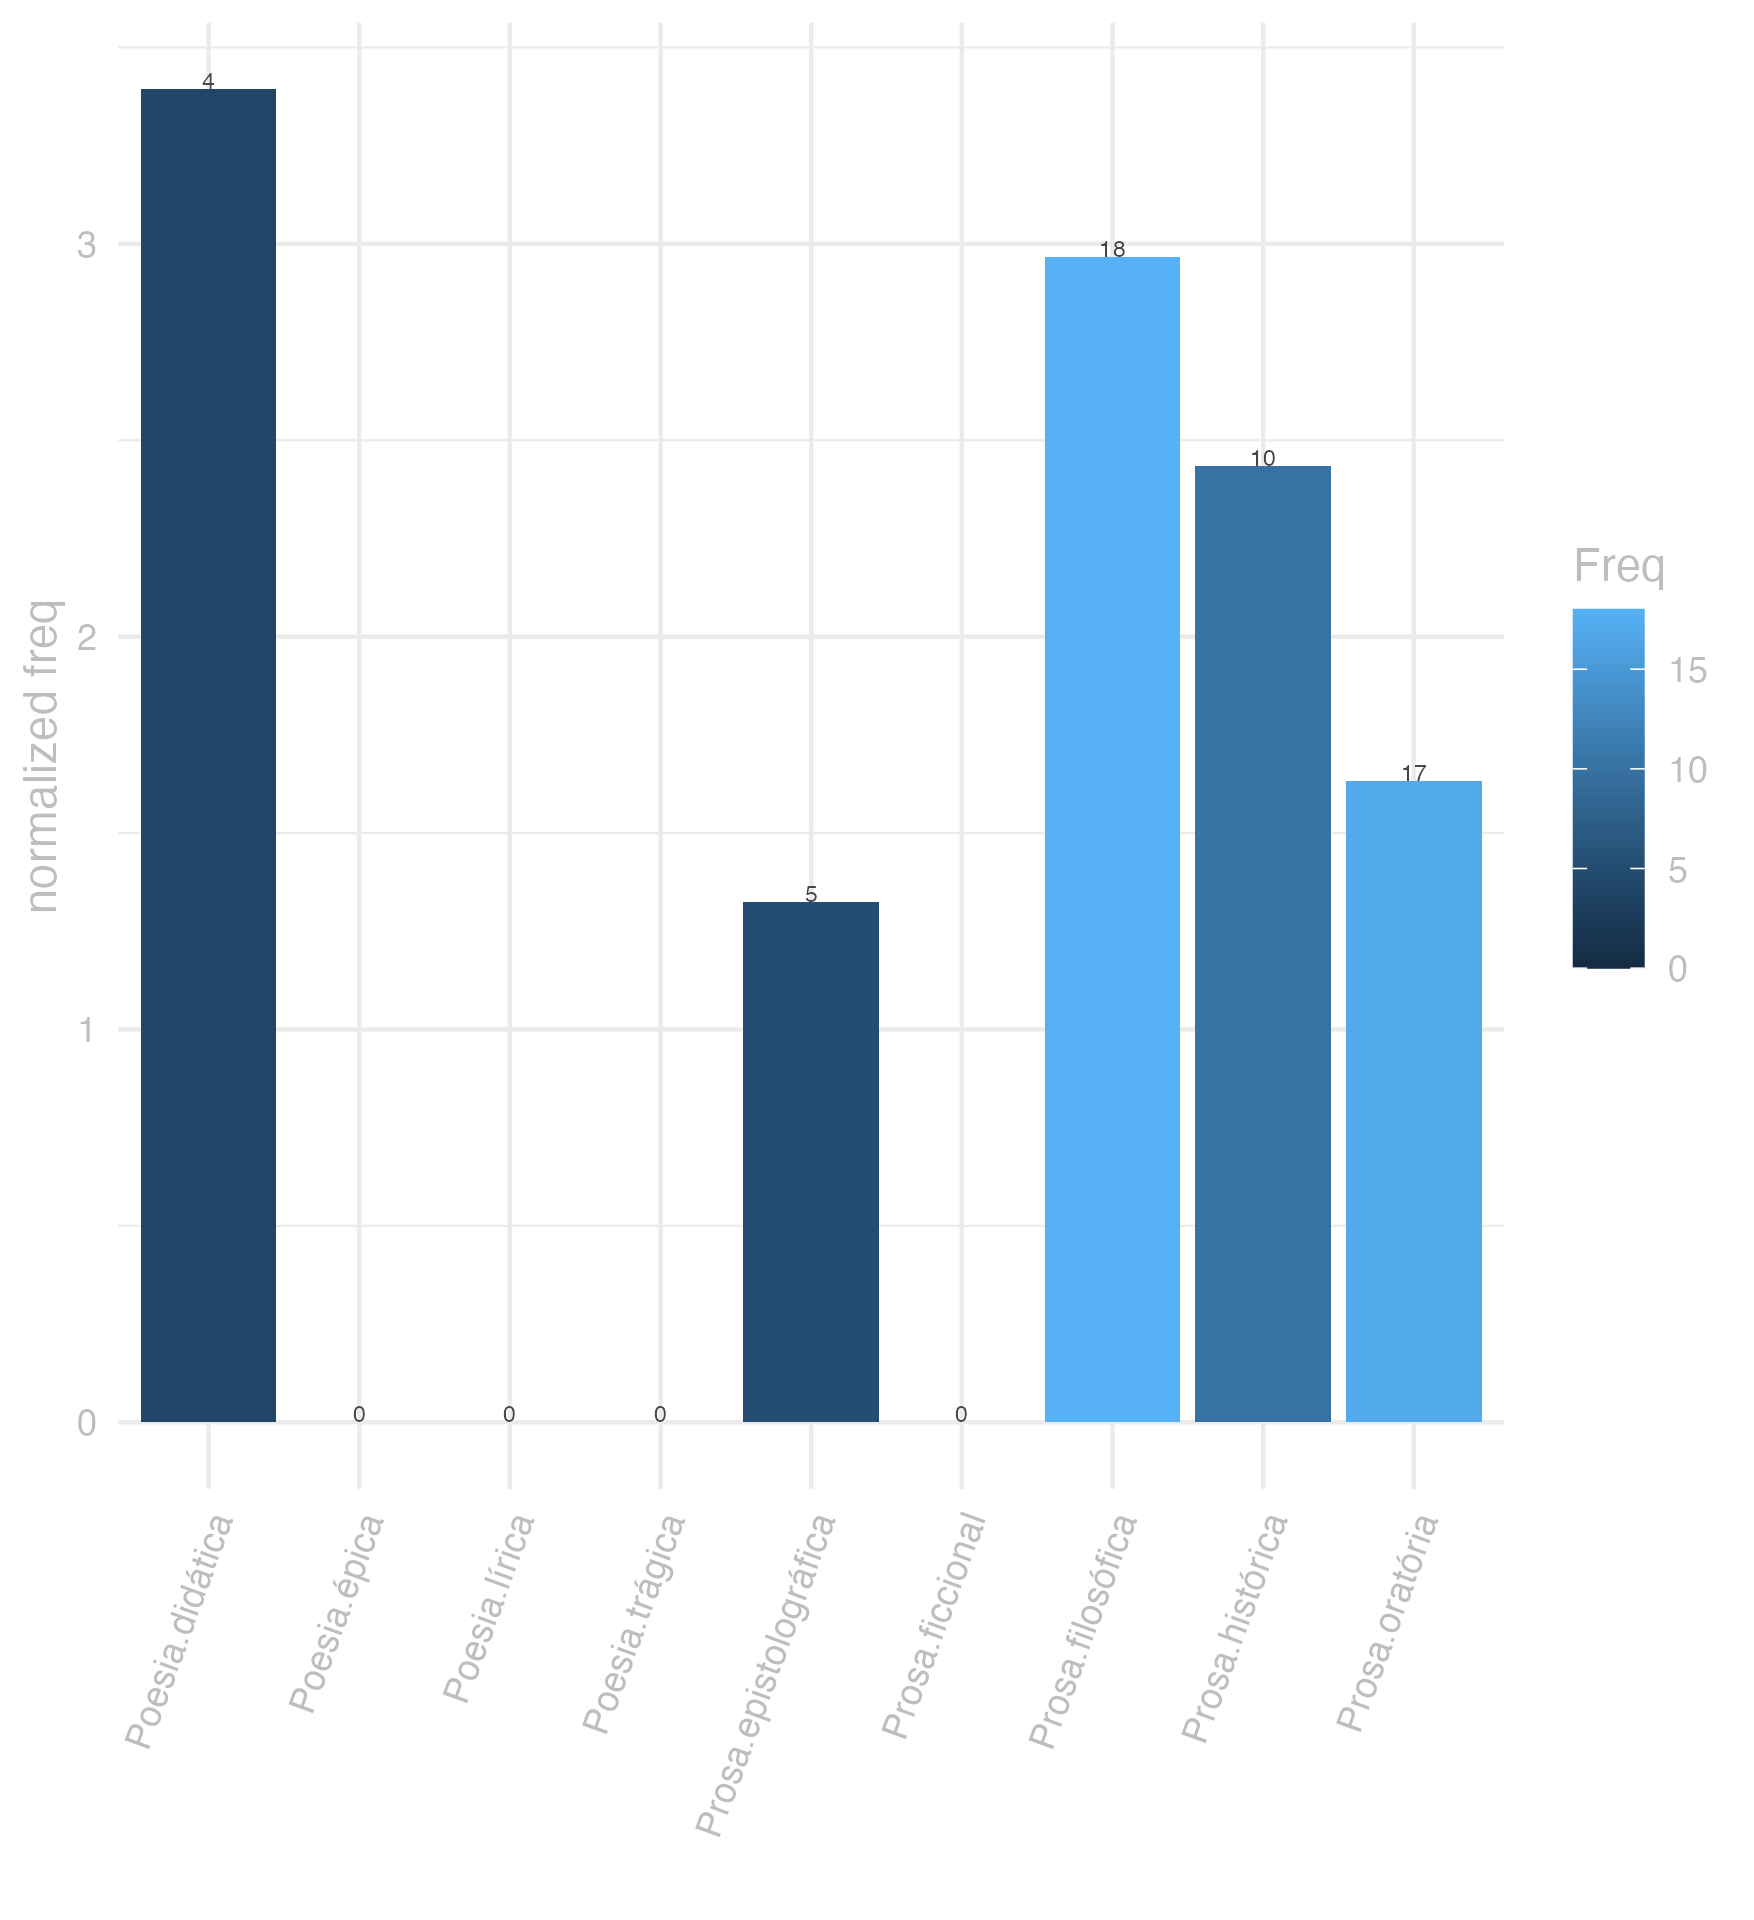 normalized freq
3
2
1
0
4
0
0
0
5
0
18
10
17
Poesia.didática
Poesia.épica
Poesia.lírica
Poesia.trágica
Prosa.epistolográfica
Prosa.ficcional
Prosa.filosófica
Prosa.histórica
Prosa.oratória
Freq
15
10
5
0